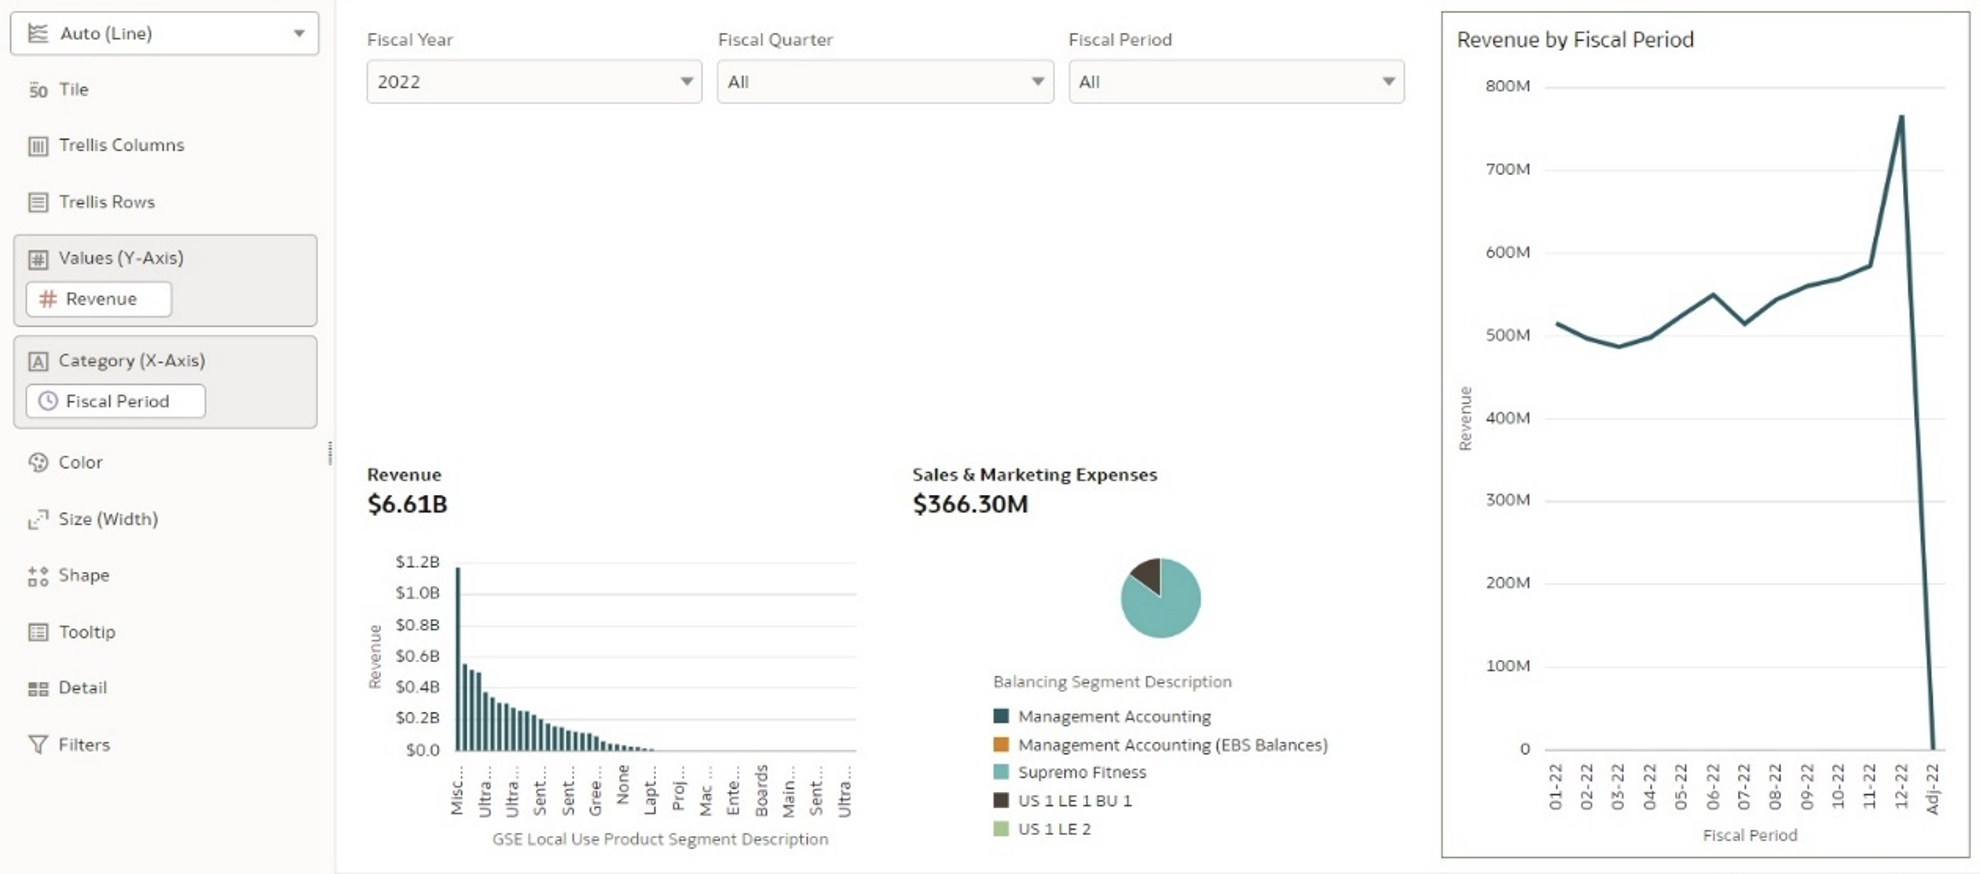 Auto (Line)
Tile
Trellis Columns
Trellis Rows
Values (Y-Axis)
Revenue
Category (X-Axis)
Fiscal Period
Color
Size (Width)
Shape
Tooltip
Detail
Filters
Fiscal Year
2022
Fiscal Quarter
All
Fiscal Period
All
Revenue
$6.61B
Revenue
$1.2B
$1.0B
$0.8B
$0.6B
$0.4B
$0.2B
$0.0
Misc...
Ultra...
Ultra...
Sent...
Sent...
Gree...
None
Lapt...
Proj...
Mac ...
Ente...
Boards
Main...
Sent...
Ultra...
GSE Local Use Product Segment Description
Sales & Marketing Expenses
$366.30M
Balancing Segment Description
Management Accounting
Management Accounting (EBS Balances)
Supremo Fitness
US 1 LE 1 BU 1
US 1 LE 2
Revenue by Fiscal Period
Revenue
800M
700M
600M
500M
400M
300M
200M
100M
0
01-22
02-22
03-22
04-22
05-22
06-22
07-22
08-22
09-22
10-22
11-22
12-22
Adj-22
Fiscal Period